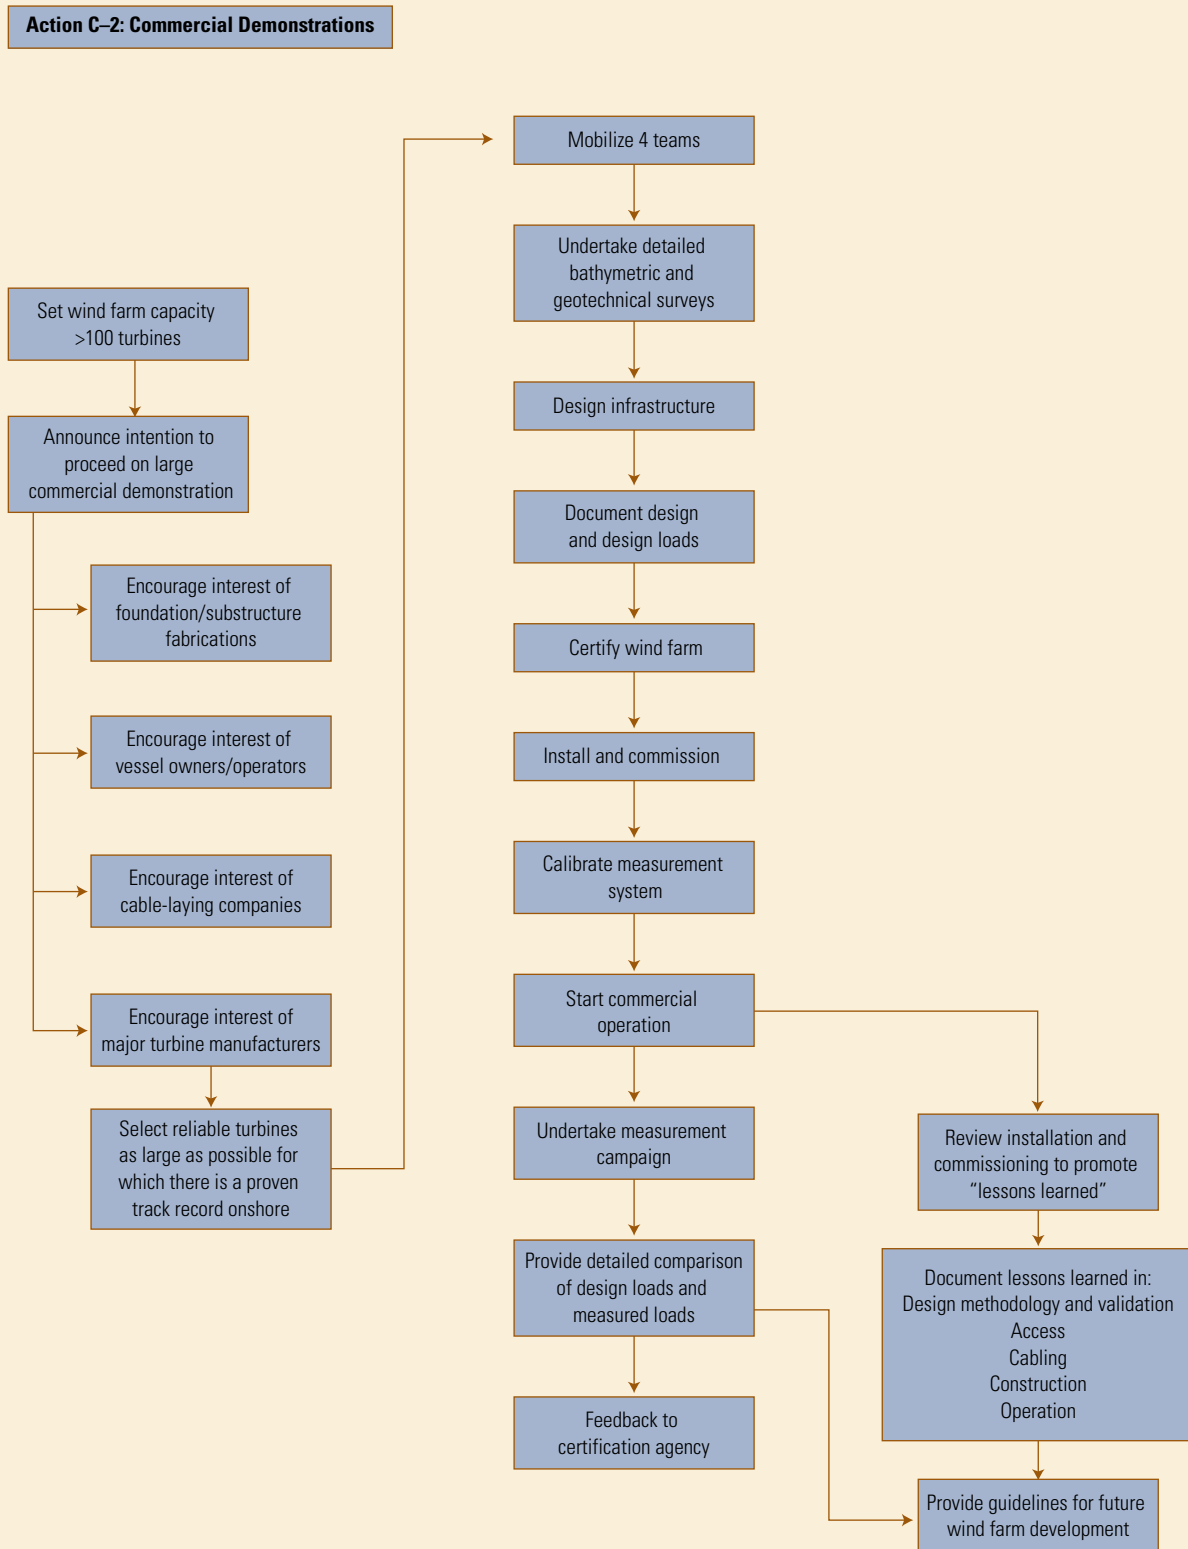 Action C–2: Commercial Demonstrations
Set wind farm capacity
>100 turbines
Announce intention to
proceed on large
commercial demonstration
Encourage interest of
foundation/substructure
fabrications
Encourage interest of
vessel owners/operators
Encourage interest of
cable-laying companies
Encourage interest of
major turbine manufacturers
Select reliable turbines
as large as possible for
which there is a proven
track record onshore
Mobilize 4 teams
Undertake detailed
bathymetric and
geotechnical surveys
Design infrastructure
Document design
and design loads
Certify wind farm
Install and commission
Calibrate measurement
system
Start commercial
operation
Undertake measurement
campaign
Provide detailed comparison
of design loads and
measured loads
Feedback to
certification agency
Review installation and
commissioning to promote
“lessons learned”
Document lessons learned in:
Design methodology and validation
Access
Cabling
Construction
Operation
Provide guidelines for future
wind farm development